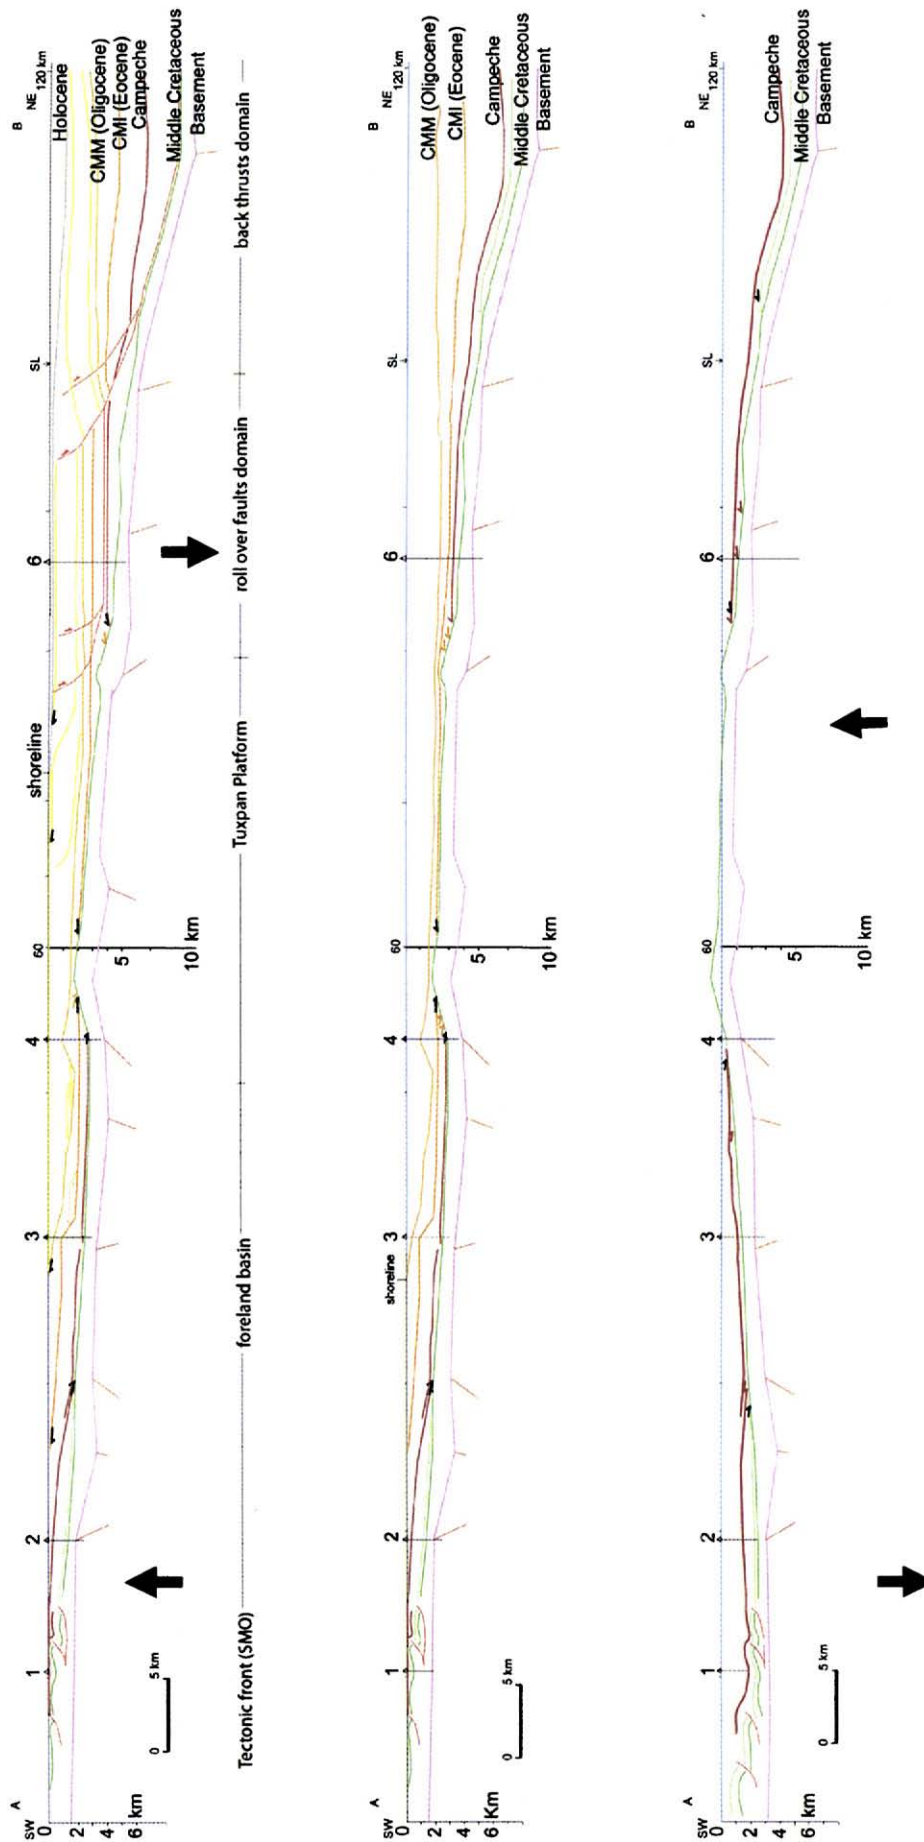 A B
SW NE
1 2 3 4 60 shoreline 6 SL 120 km
0
2
4
6 km
5
10 km
Holocene
CMM (Oligocene)
CMI (Eocene)
Campeche
Middle Cretaceous
Basement
0 5 km
Tectonic front (SMO) foreland basin Tuxpan Platform roll over faults domain back thrusts domain
A B
SW NE
1 2 shoreline 3 4 60 6 SL 120 km
0
2
4
6 Km
5
10 km
CMM (Oligocene)
CMI (Eocene)
Campeche
Middle Cretaceous
Basement
0 5 km
A B
SW NE
1 2 3 4 60 6 SL 120 km
0
2
4
6 km
5
10 km
Campeche
Middle Cretaceous
Basement
0 5 km